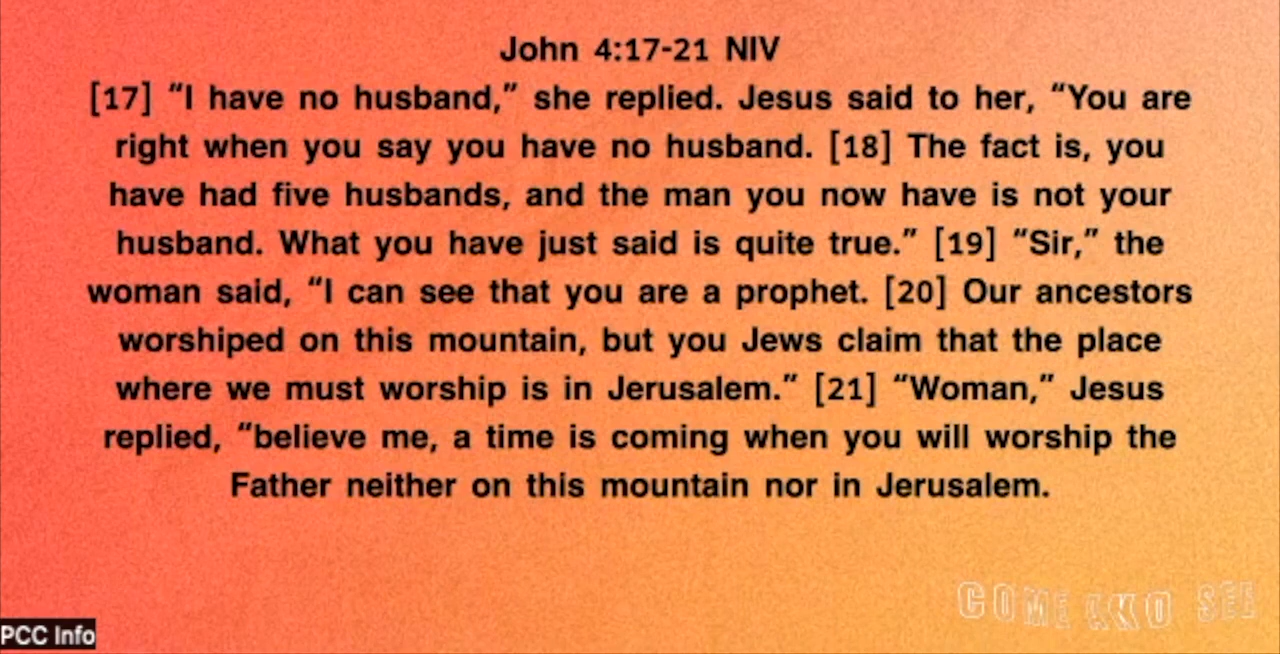 John 4:17-21 NIV
[17] “I have no husband,” she replied. Jesus said to her, “You are
right when you say you have no husband. [18] The fact is, you
have had five husbands, and the man you now have is not your
husband. What you have just said is quite true.” [19] “Sir,” the
woman said, “I can see that you are a prophet. [20] Our ancestors
worshiped on this mountain, but you Jews claim that the place
where we must worship is in Jerusalem.” [21] “Woman,” Jesus
replied, “believe me, a time is coming when you will worship the
Father neither on this mountain nor in Jerusalem.
COME AND SEE
PCC Info